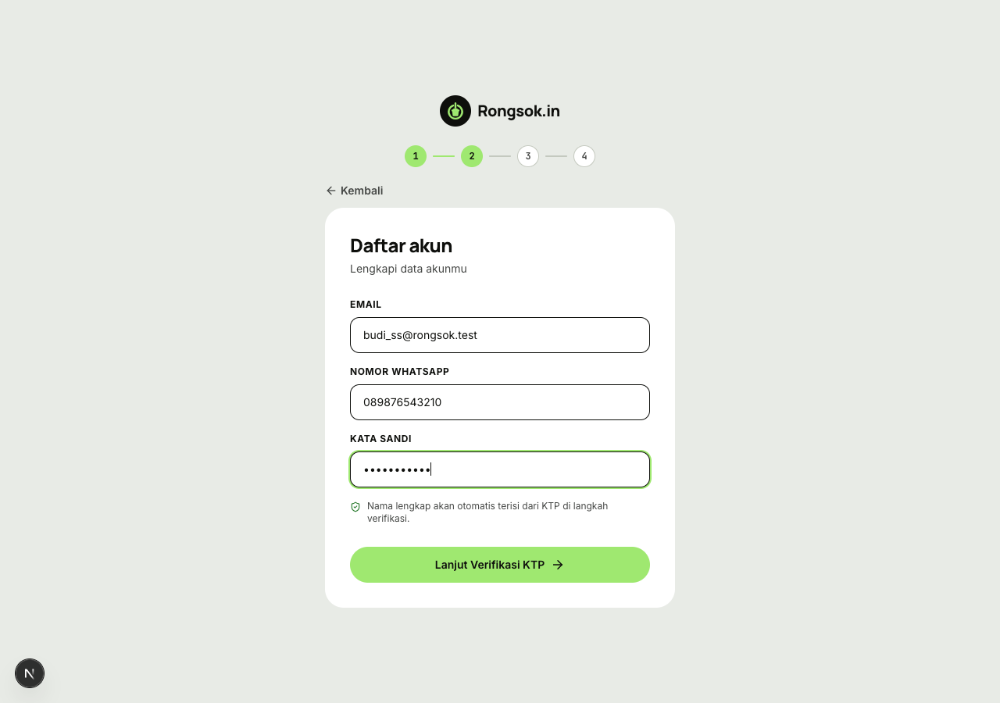 Rongsok.in
1 2 3 4
Kembali
Daftar akun
Lengkapi data akunmu
EMAIL
budi_ss@rongsok.test
NOMOR WHATSAPP
089876543210
KATA SANDI
•••••••••••
Nama lengkap akan otomatis terisi dari KTP di langkah
verifikasi.
Lanjut Verifikasi KTP
N